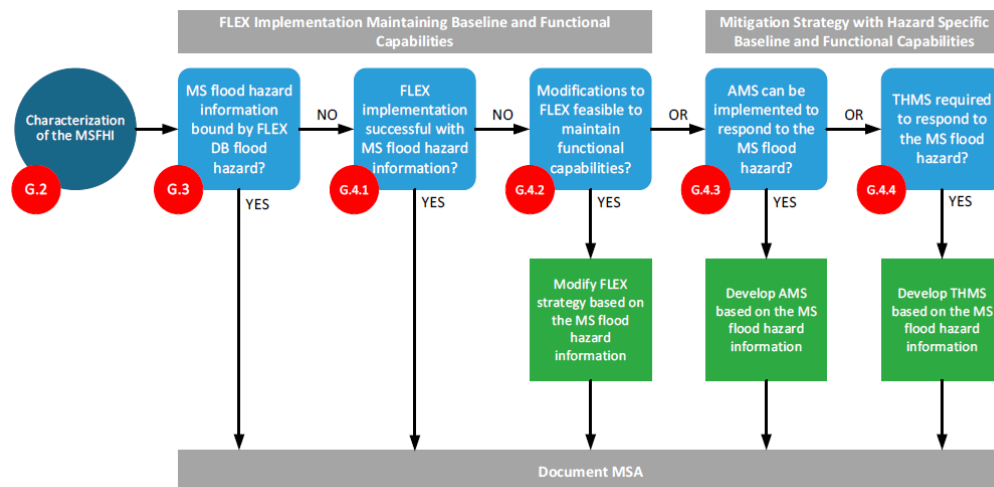 FLEX Implementation Maintaining Baseline and Functional
Capabilities
Mitigation Strategy with Hazard Specific
Baseline and Functional Capabilities
Characterization
of the MSFHI
G.2
MS flood hazard
information
bound by FLEX
DB flood
hazard?
G.3
NO
YES
FLEX
implementation
successful with
MS flood hazard
information?
G.4.1
NO
YES
Modifications to
FLEX feasible to
maintain
functional
capabilities?
G.4.2
OR
YES
AMS can be
implemented to
respond to the
MS flood
hazard?
G.4.3
OR
YES
THMS required
to respond to
the MS flood
hazard?
G.4.4
YES
Modify FLEX
strategy based on
the MS flood
hazard
information
Develop AMS
based on the MS
flood hazard
information
Develop THMS
based on the MS
flood hazard
information
Document MSA